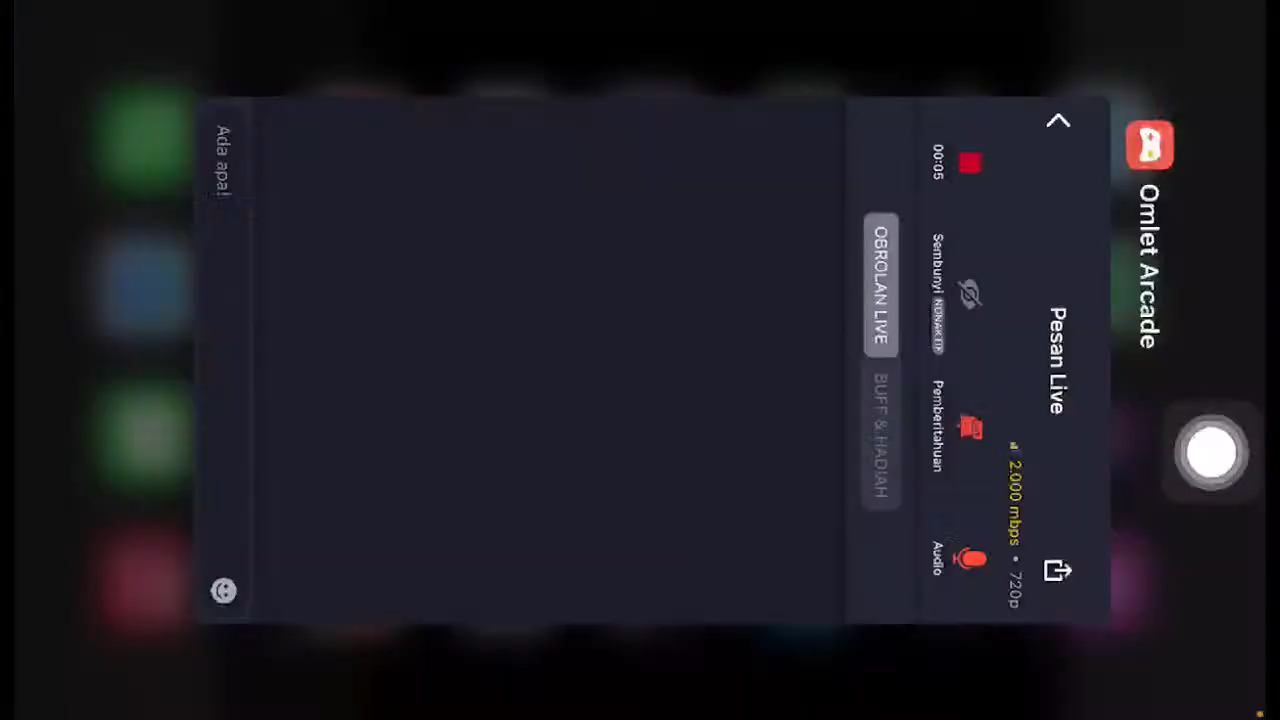 Omlet Arcade
Pesan Live
2.000 mbps • 720p
00:05
Sembunyi NONAKTIF
Pemberitahuan
Audio
OBROLAN LIVE
BUFF & HADIAH
Ada apa?